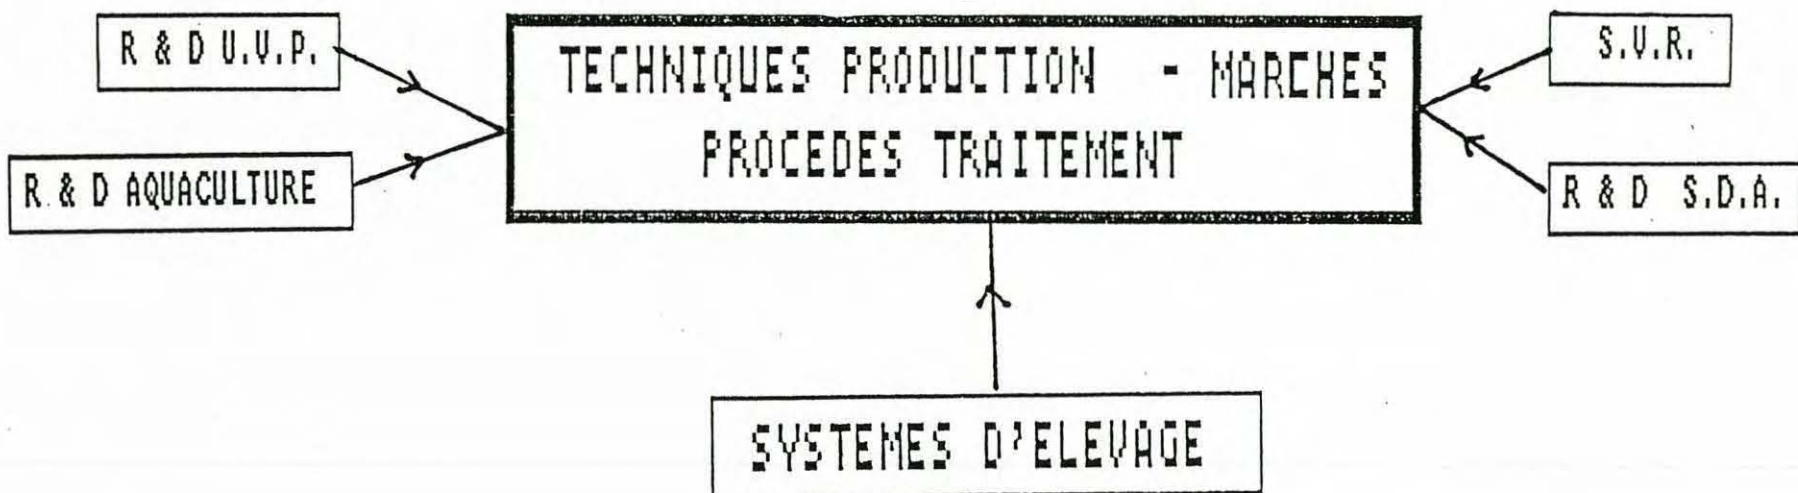 R & D U.V.P.
TECHNIQUES PRODUCTION - MARCHES
S.V.R.
PROCEDES TRAITEMENT
R & D AQUACULTURE
R & D S.D.A.
SYSTEMES D'ELEVAGE